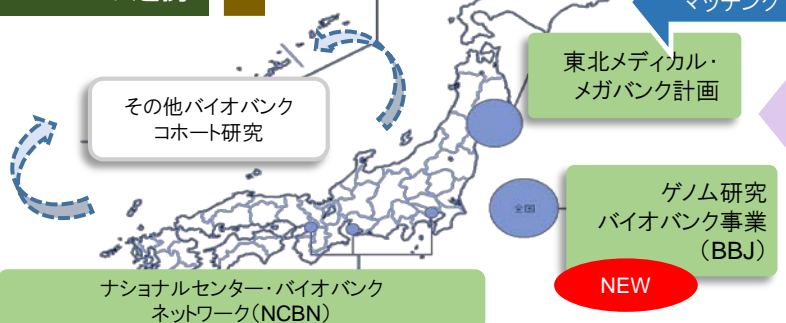 マッチング
東北メディカル・
メガバンク計画
その他バイオバンク
コホート研究
全国
ゲノム研究
バイオバンク事業
(BBJ)
NEW
ナショナルセンター・バイオバンク
ネットワーク(NCBN)